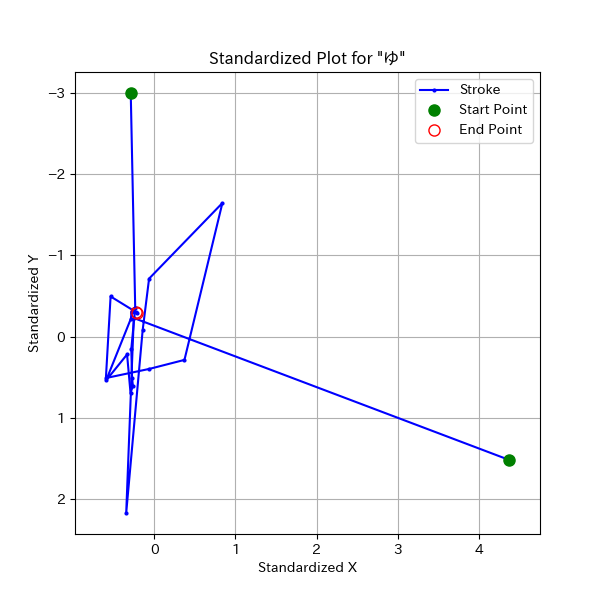 Standardized Plot for "ゆ"
Stroke
Start Point
End Point
−3
−2
−1
0
1
2
Standardized Y
0 1 2 3 4
Standardized X